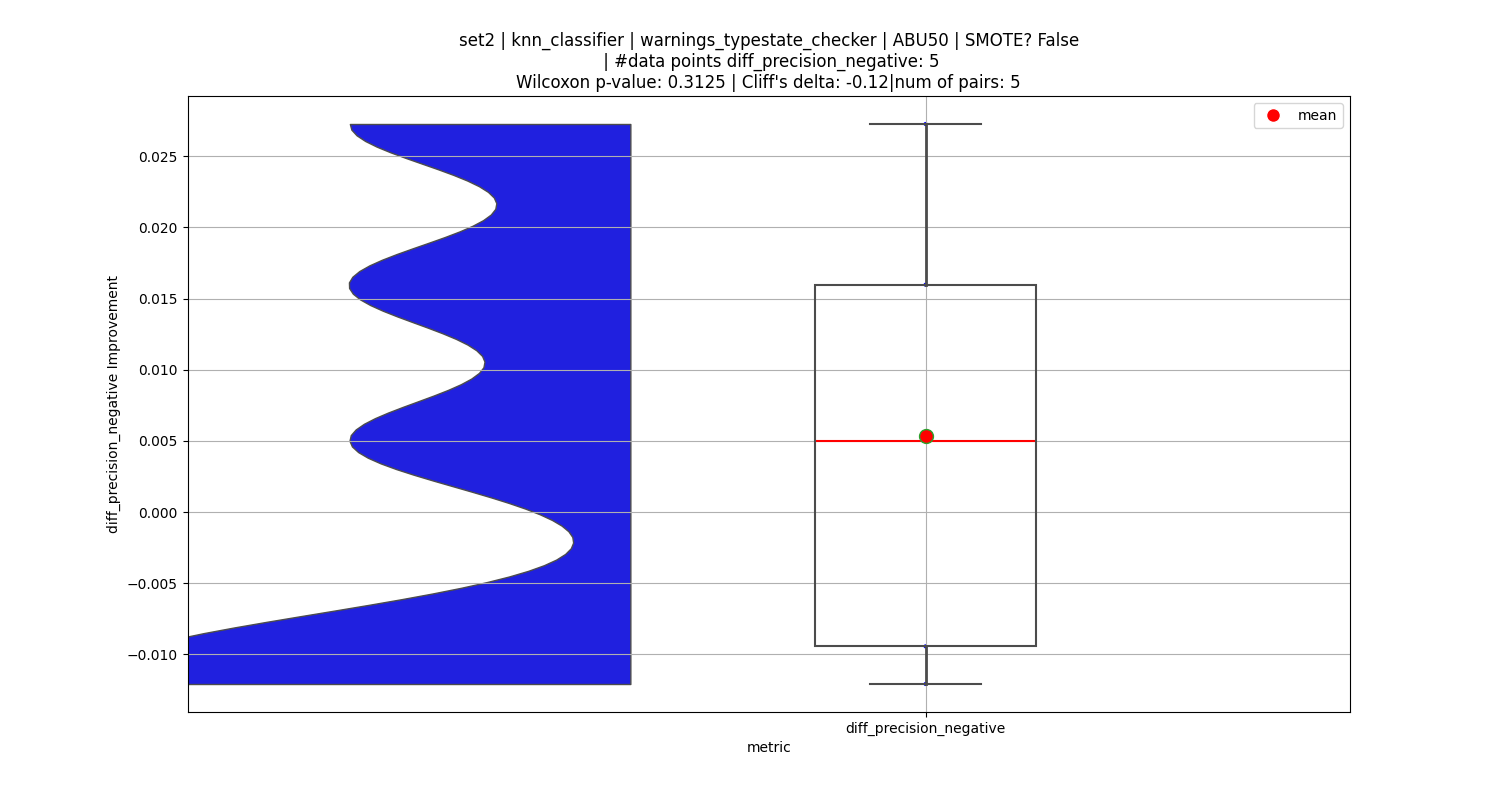 set2 | knn_classifier | warnings_typestate_checker | ABU50 | SMOTE? False
| #data points diff_precision_negative: 5
Wilcoxon p-value: 0.3125 | Cliff's delta: -0.12|num of pairs: 5
mean
diff_precision_negative Improvement
0.025
0.020
0.015
0.010
0.005
0.000
−0.005
−0.010
diff_precision_negative
metric